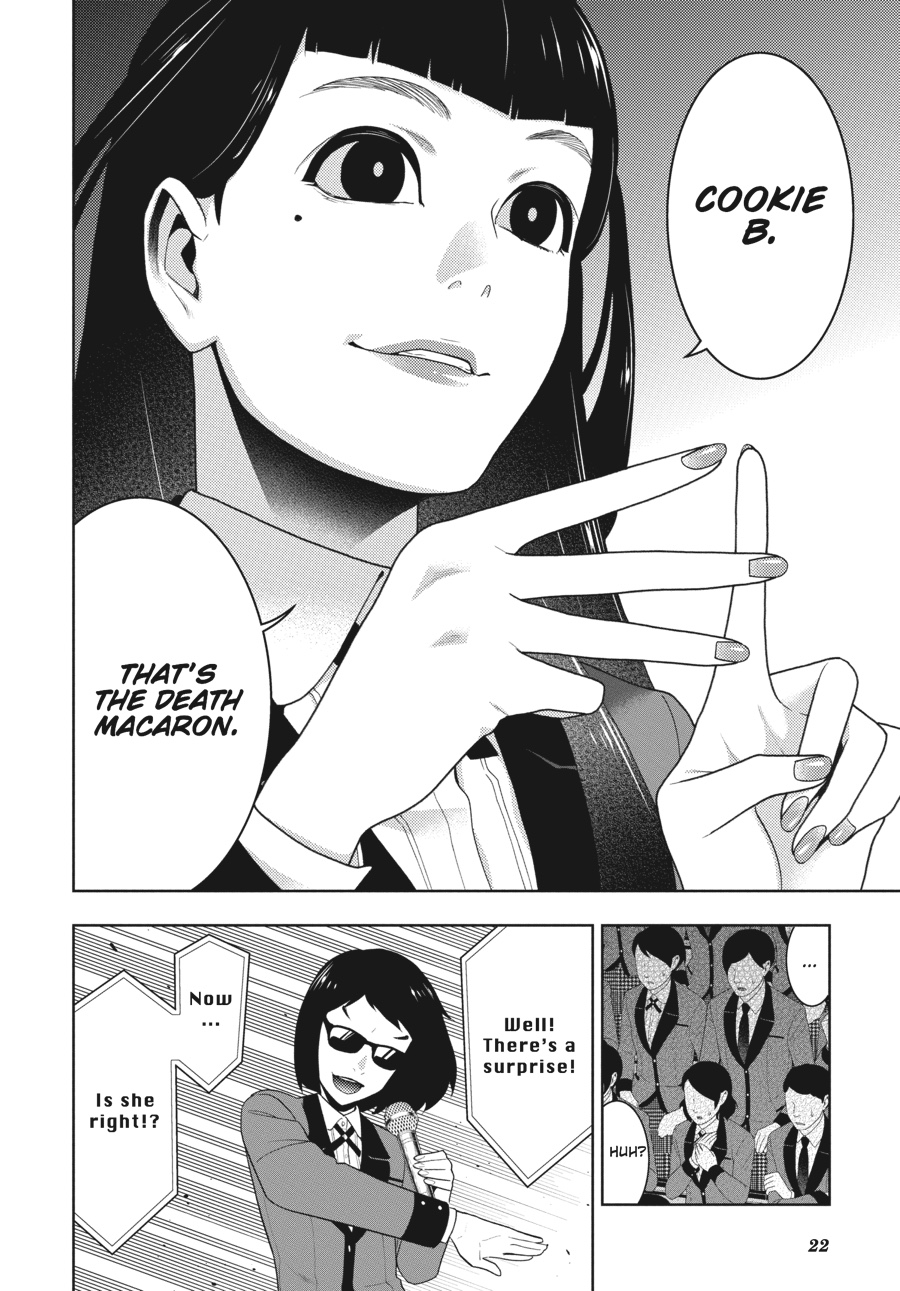 COOKIE
B.
THAT'S
THE DEATH
MACARON.
...
HUH?
Well!
There's a
surprise!
Now
...
Is she
right!?
22